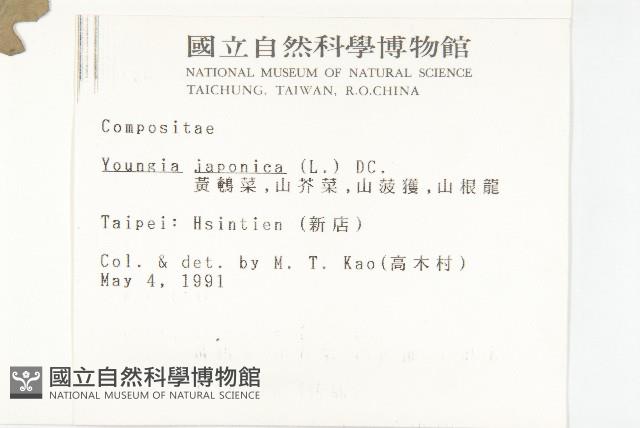 國立自然科學博物館
NATIONAL MUSEUM OF NATURAL SCIENCE
TAICHUNG, TAIWAN, R.O.CHINA
Compositae
Youngia japonica (L.) DC.
黃鵪菜,山芥菜,山菠獲,山根龍
Taipei: Hsintien (新店)
Col. & det. by M. T. Kao(高木村)
May 4, 1991
國立自然科學博物館
NATIONAL MUSEUM OF NATURAL SCIENCE